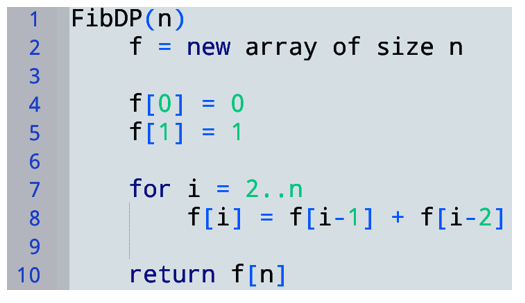 1 FibDP(n)
2     f = new array of size n
3
4     f[0] = 0
5     f[1] = 1
6
7     for i = 2..n
8         f[i] = f[i-1] + f[i-2]
9
10     return f[n]